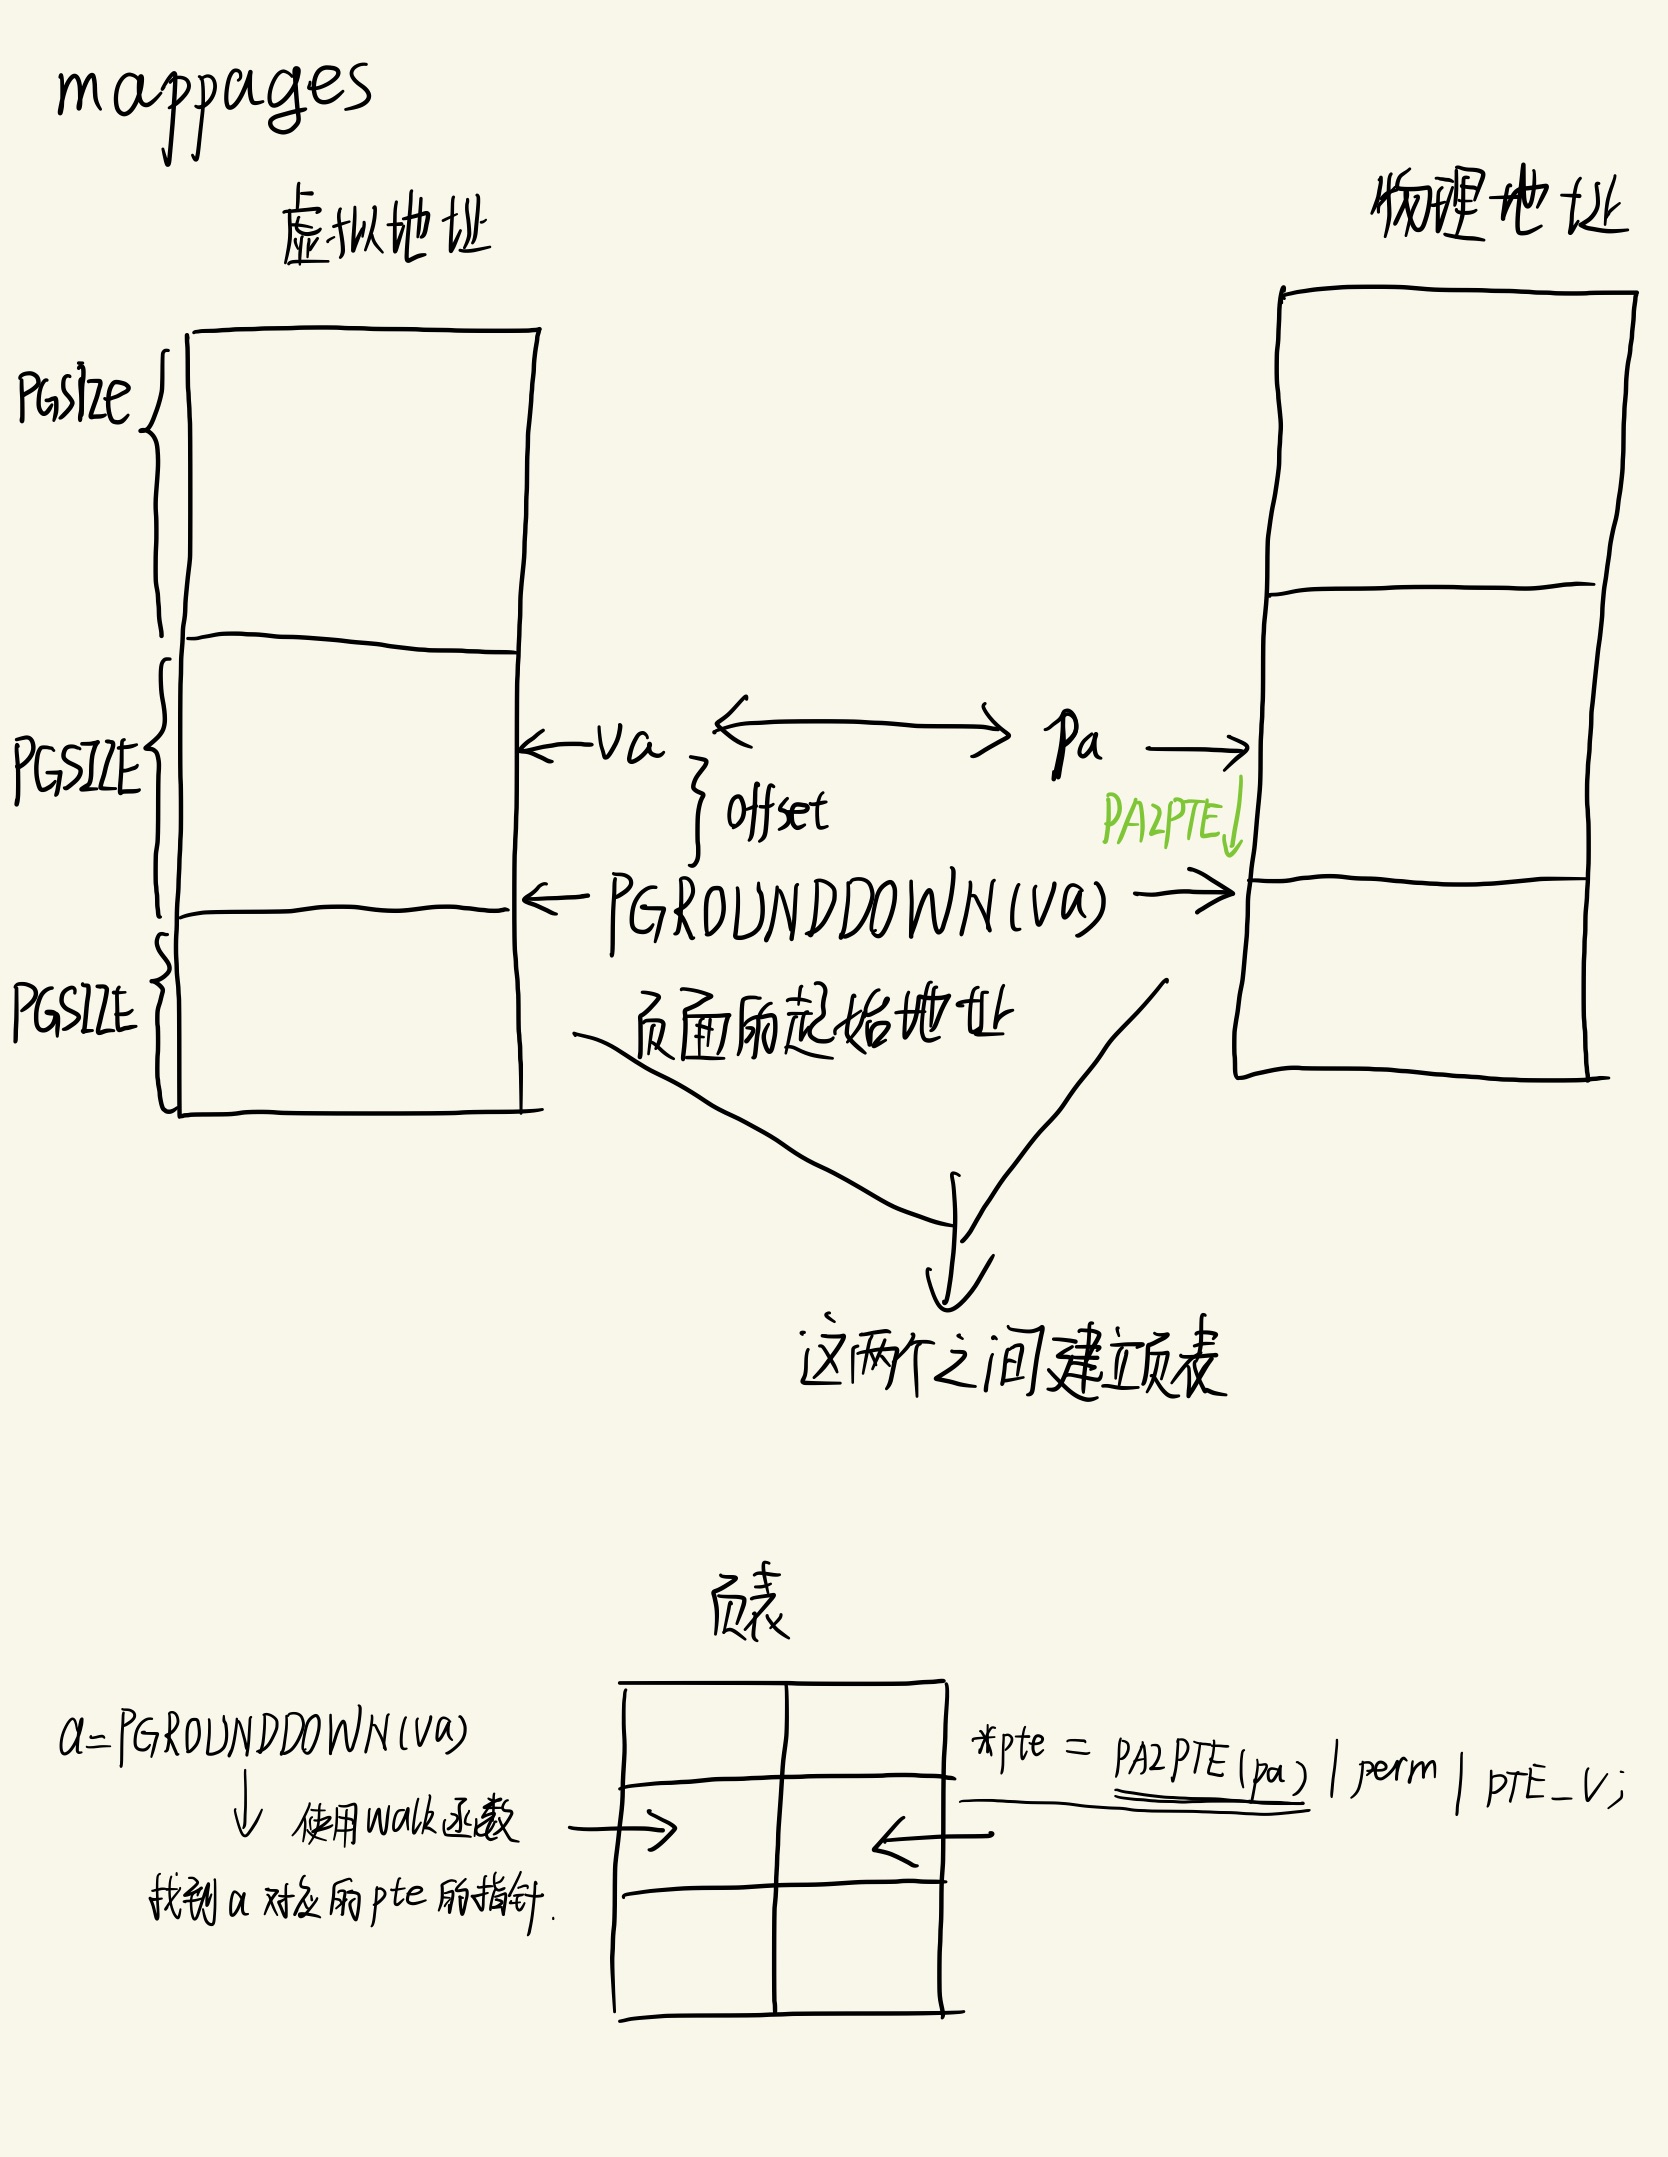 mappages
虚拟地址
物理地址
PGSIZE
PGSIZE
va
pa
offset
PA2PTE
PGROUNDDOWN(va)
PGSIZE
页面的起始地址
这两个之间建立页表
页表
a=PGROUNDDOWN(va)
使用walk函数
找到a对应的pte的指针.
*pte = PA2PTE(pa) | perm | PTE_V;